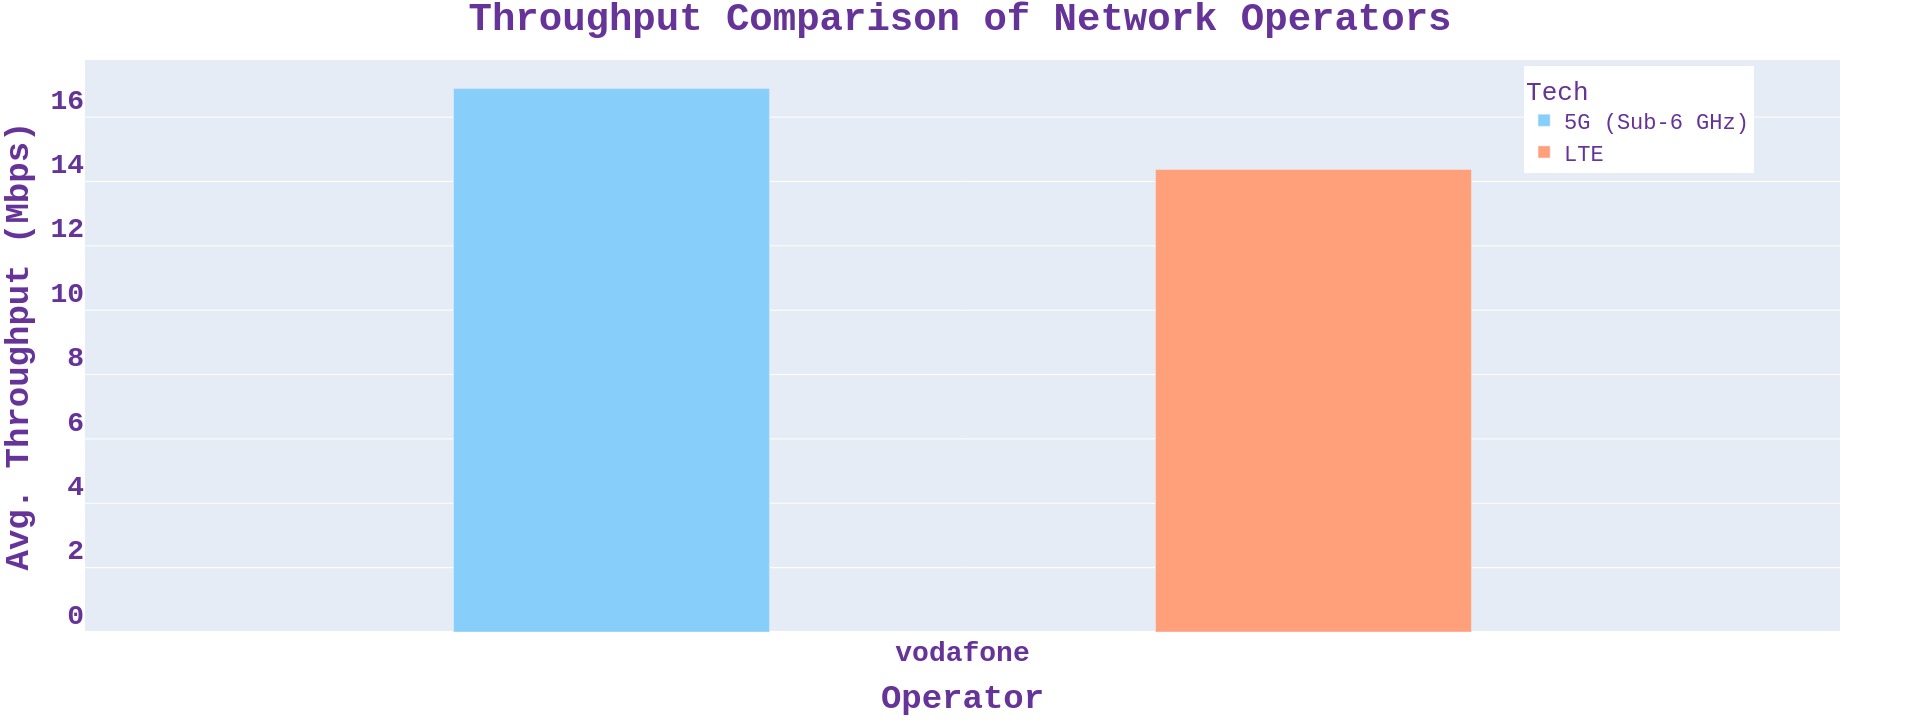 Throughput Comparison of Network Operators
Avg. Throughput (Mbps)
16
14
12
10
8
6
4
2
0
Tech
5G (Sub-6 GHz)
LTE
vodafone
Operator